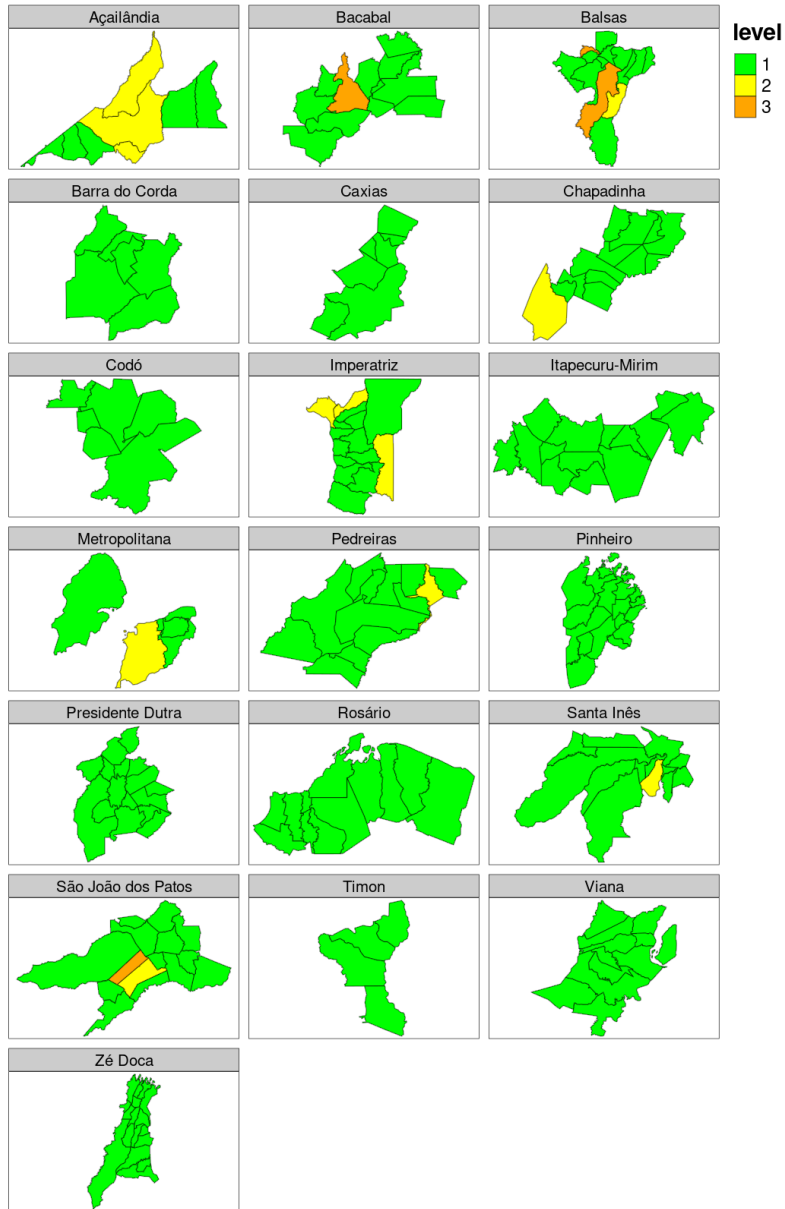 Açailândia
Bacabal
Balsas
level
1
2
3
Barra do Corda
Caxias
Chapadinha
Codó
Imperatriz
Itapecuru-Mirim
Metropolitana
Pedreiras
Pinheiro
Presidente Dutra
Rosário
Santa Inês
São João dos Patos
Timon
Viana
Zé Doca